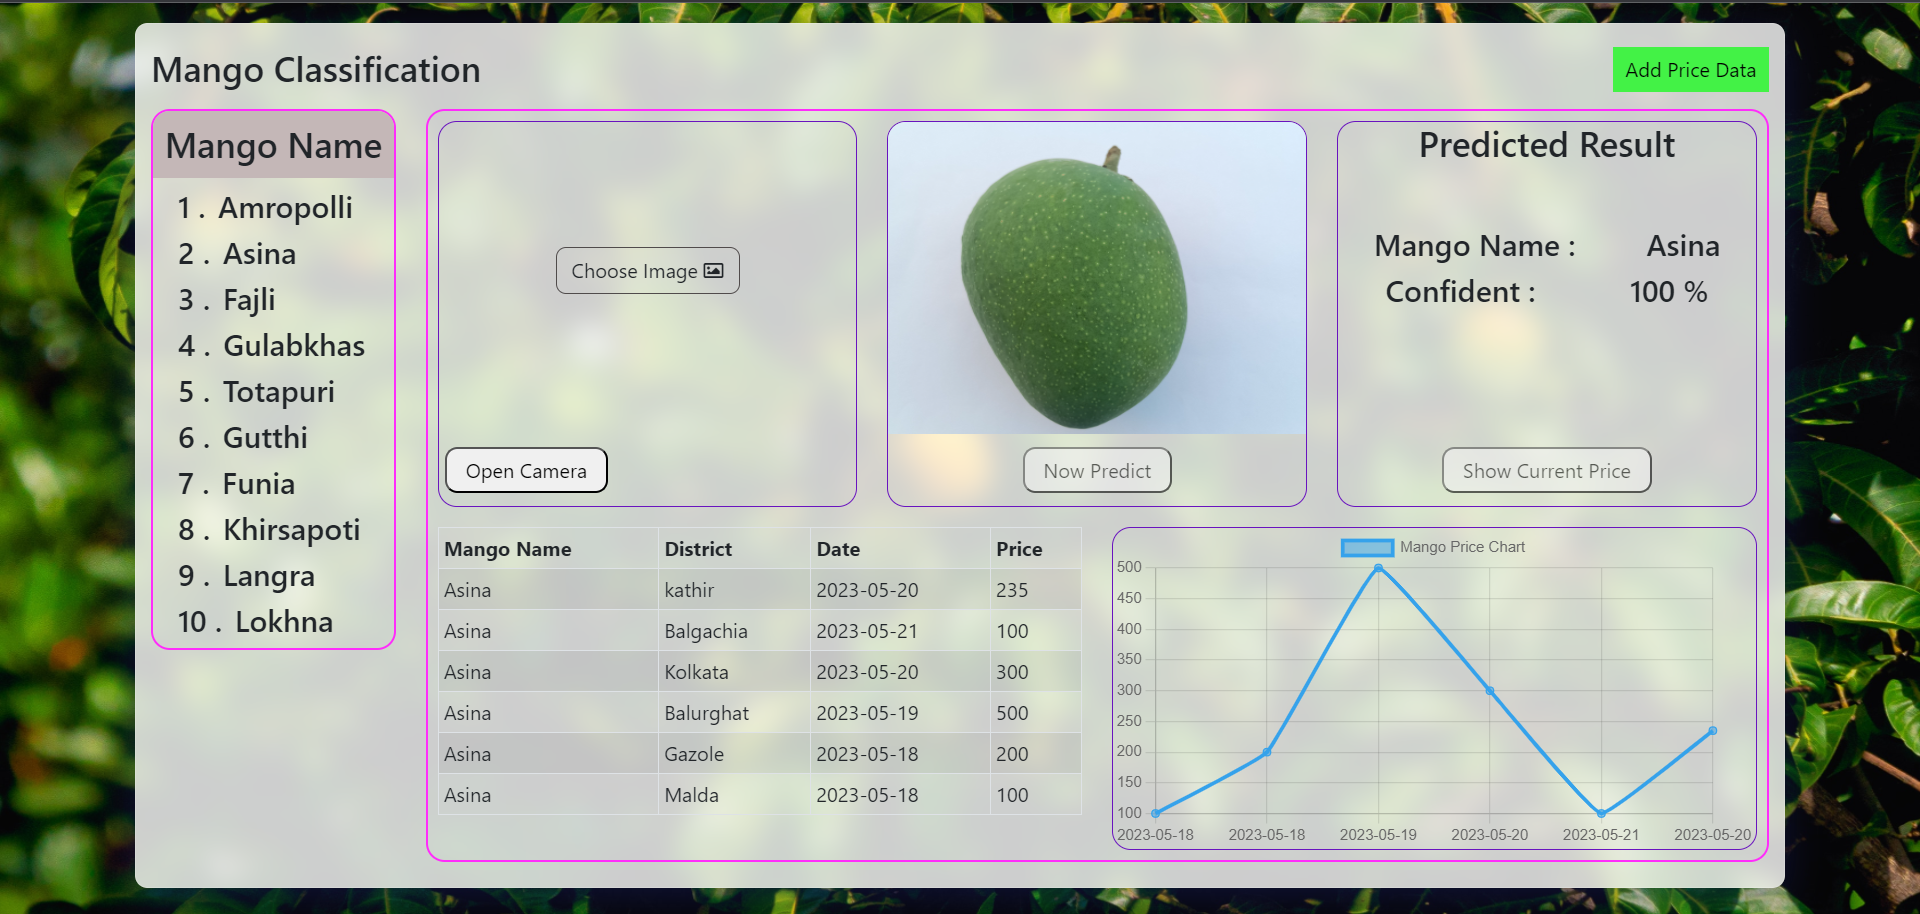 Mango Classification
Add Price Data
Mango Name
1 . Amropolli
2 . Asina
3 . Fajli
4 . Gulabkhas
5 . Totapuri
6 . Gutthi
7 . Funia
8 . Khirsapoti
9 . Langra
10 . Lokhna
Choose Image
Open Camera
Now Predict
Predicted Result
Mango Name : Asina
Confident : 100 %
Show Current Price
Mango Name District Date Price
Asina kathir 2023-05-20 235
Asina Balgachia 2023-05-21 100
Asina Kolkata 2023-05-20 300
Asina Balurghat 2023-05-19 500
Asina Gazole 2023-05-18 200
Asina Malda 2023-05-18 100
Mango Price Chart
500
450
400
350
300
250
200
150
100
2023-05-18 2023-05-18 2023-05-19 2023-05-20 2023-05-21 2023-05-20